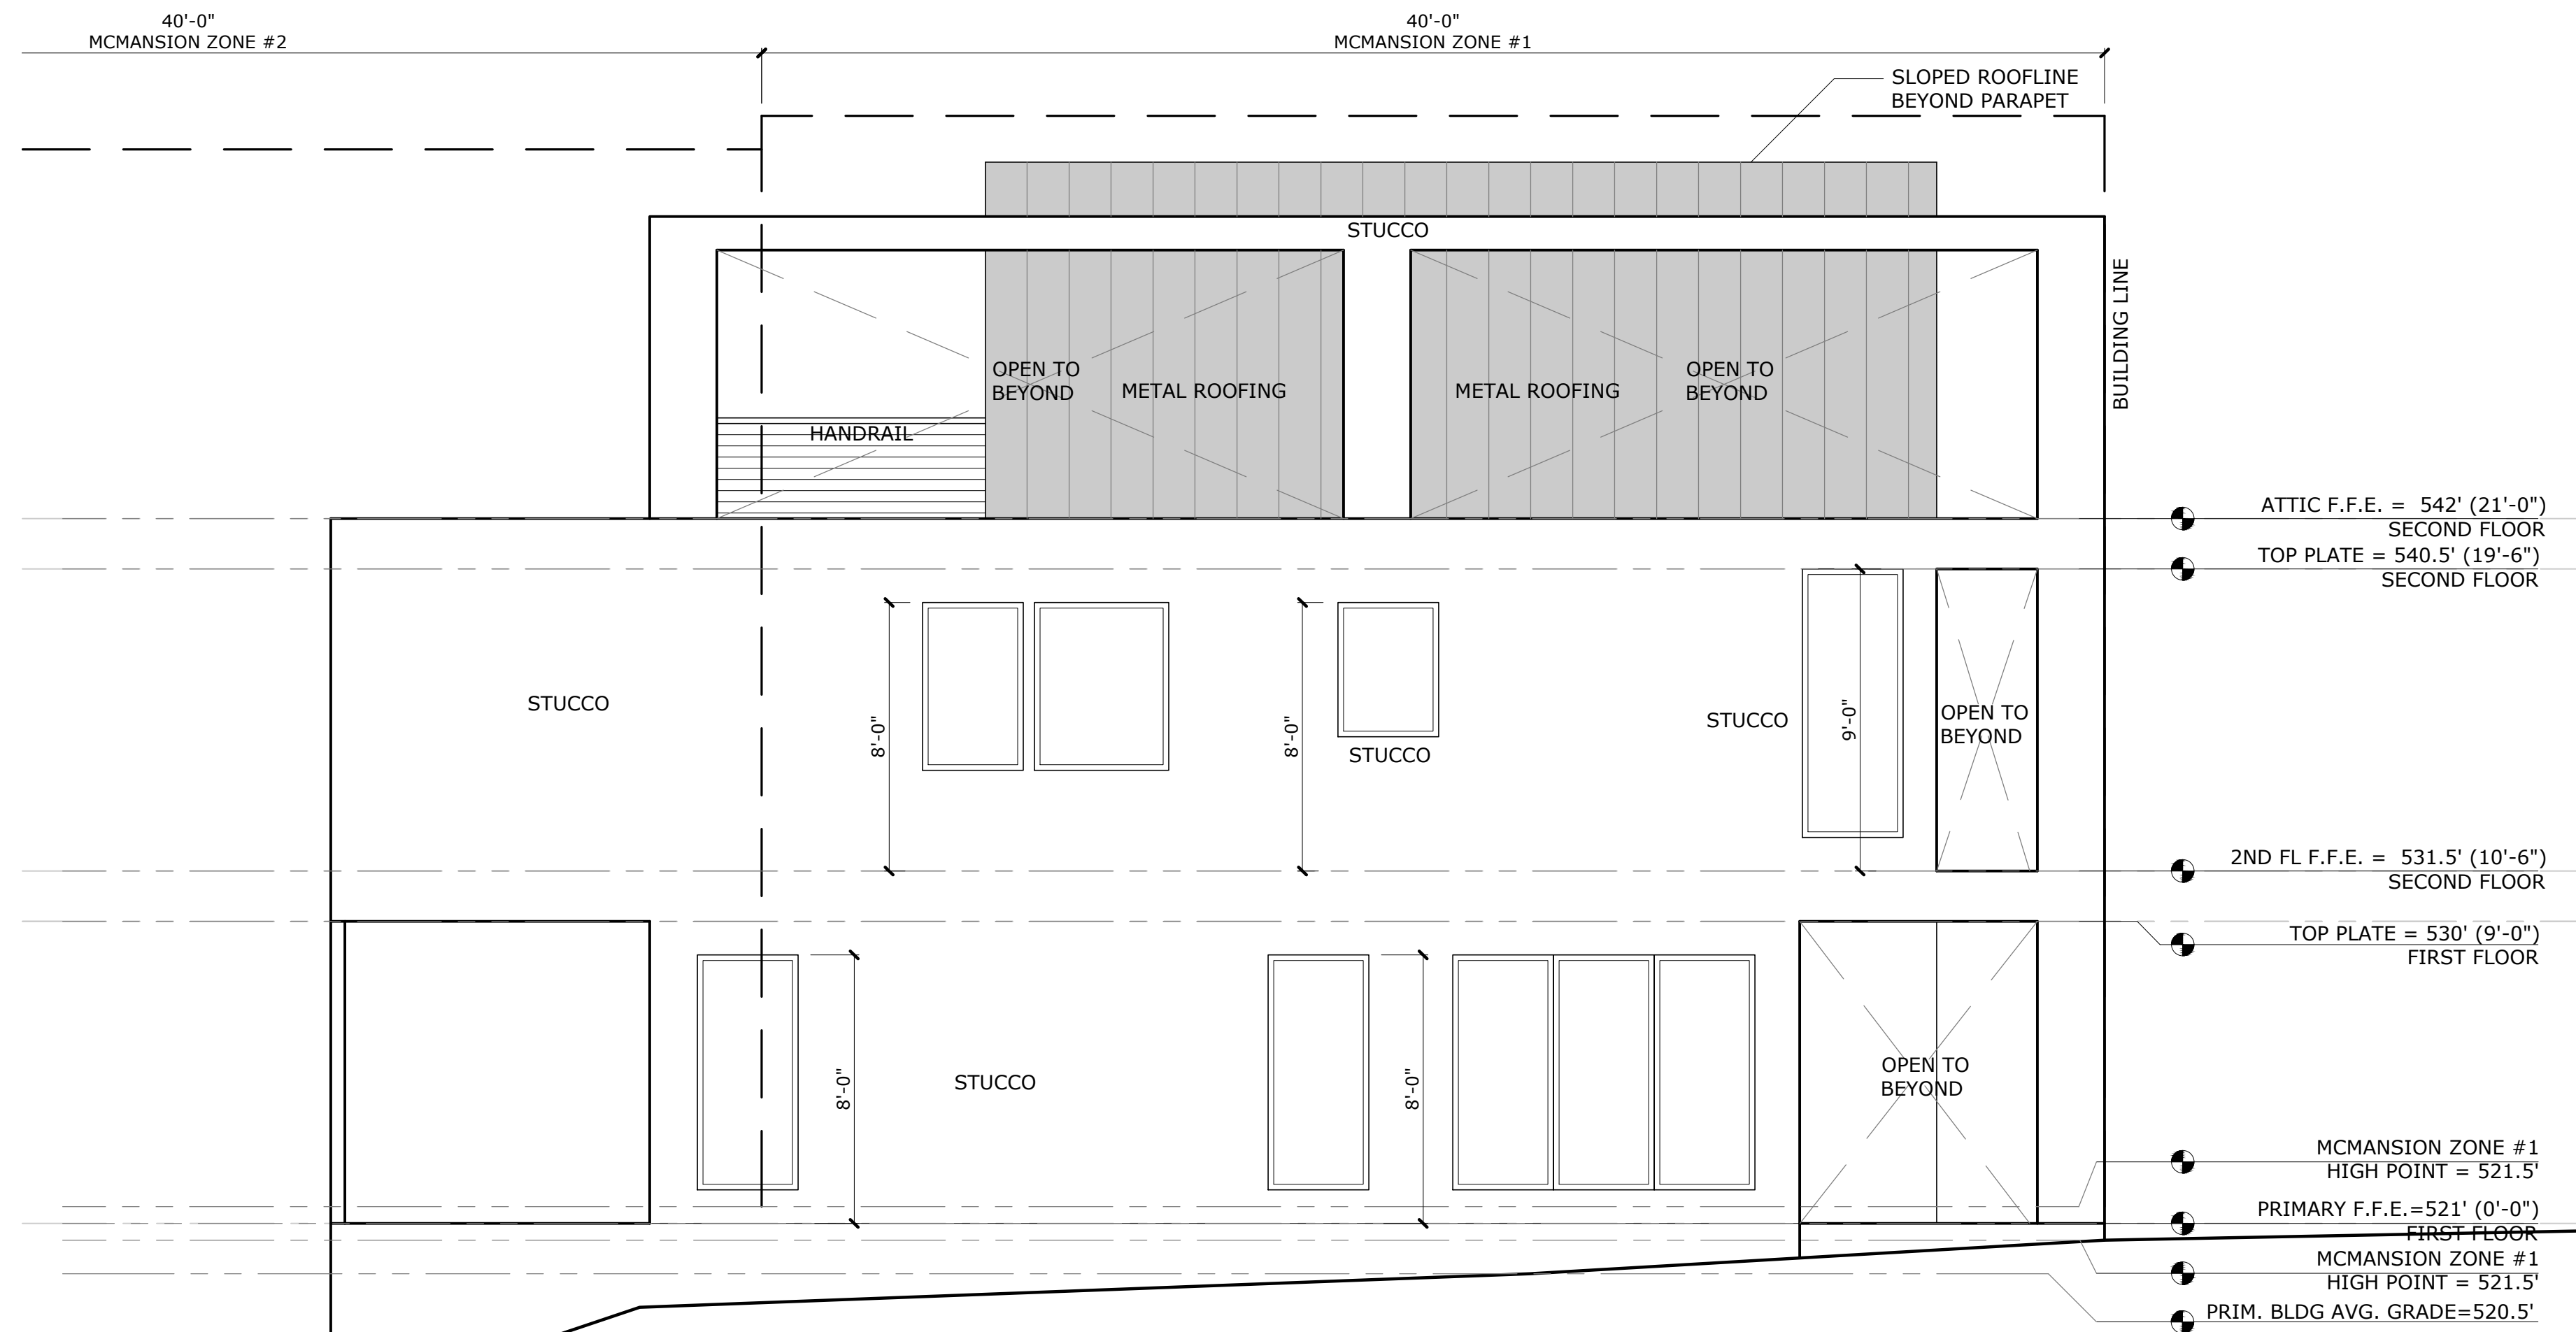 40'-0"
MCMANSION ZONE #2
40'-0"
MCMANSION ZONE #1
SLOPED ROOFLINE
BEYOND PARAPET
STUCCO
BUILDING LINE
OPEN TO
BEYOND
METAL ROOFING
METAL ROOFING
OPEN TO
BEYOND
HANDRAIL
ATTIC F.F.E. = 542' (21'-0")
SECOND FLOOR
TOP PLATE = 540.5' (19'-6")
SECOND FLOOR
STUCCO
8'-0"
8'-0"
STUCCO
STUCCO
9'-0"
OPEN TO
BEYOND
2ND FL F.F.E. = 531.5' (10'-6")
SECOND FLOOR
TOP PLATE = 530' (9'-0")
FIRST FLOOR
8'-0"
STUCCO
8'-0"
OPEN TO
BEYOND
MCMANSION ZONE #1
HIGH POINT = 521.5'
PRIMARY F.F.E.=521' (0'-0")
FIRST FLOOR
MCMANSION ZONE #1
HIGH POINT = 521.5'
PRIM. BLDG AVG. GRADE=520.5'